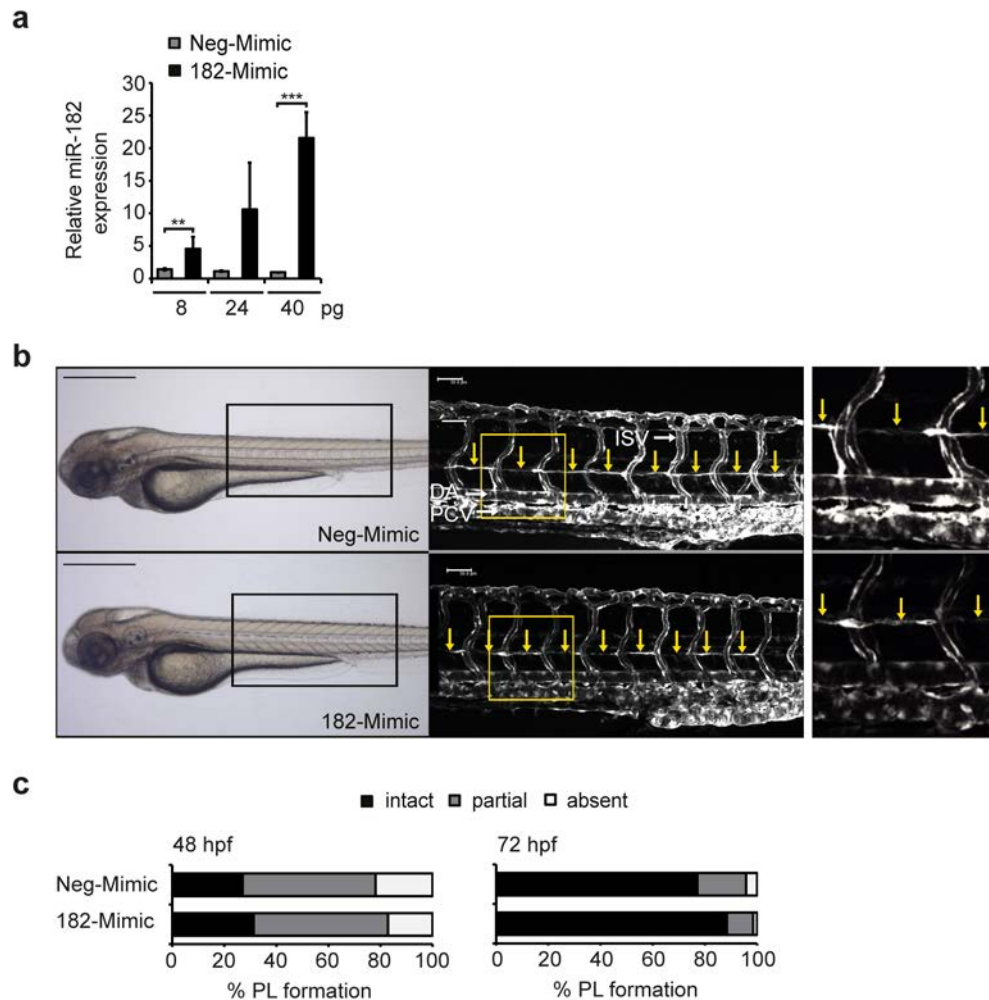 a
Neg-Mimic
182-Mimic
Relative miR-182
expression
30
25
20
15
10
5
0
**
***
8 24 40 pg
b
Neg-Mimic
ISV
DA
PCV
182-Mimic
c
intact partial absent
48 hpf 72 hpf
Neg-Mimic
182-Mimic
0 20 40 60 80 100 0 20 40 60 80 100
% PL formation % PL formation